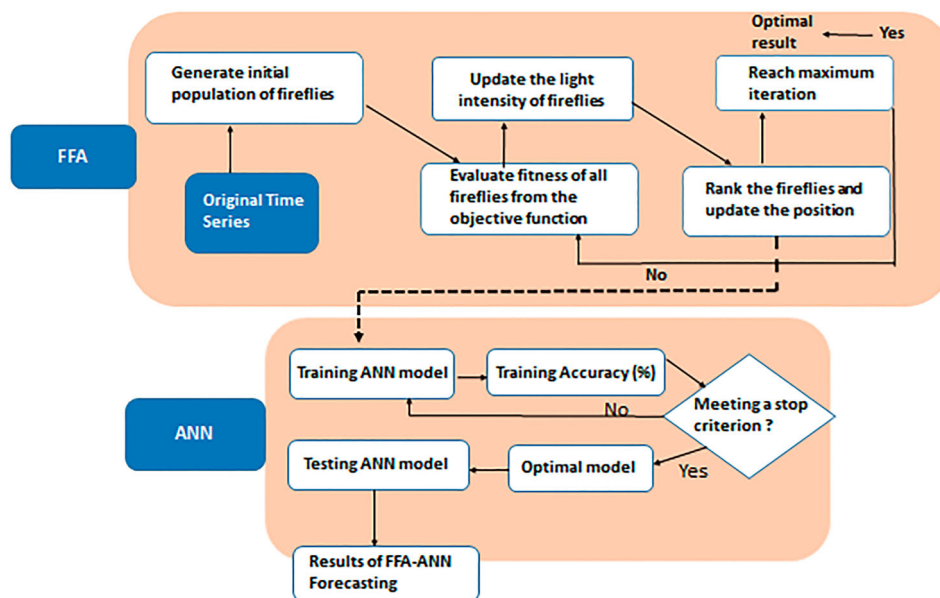 Optimal
result
Yes
Generate initial
population of fireflies
Update the light
intensity of fireflies
Reach maximum
iteration
FFA
Original Time
Series
Evaluate fitness of all
fireflies from the
objective function
Rank the fireflies and
update the position
No
Training ANN model
Training Accuracy (%)
Meeting a stop
criterion ?
No
ANN
Testing ANN model
Optimal model
Yes
Results of FFA-ANN
Forecasting